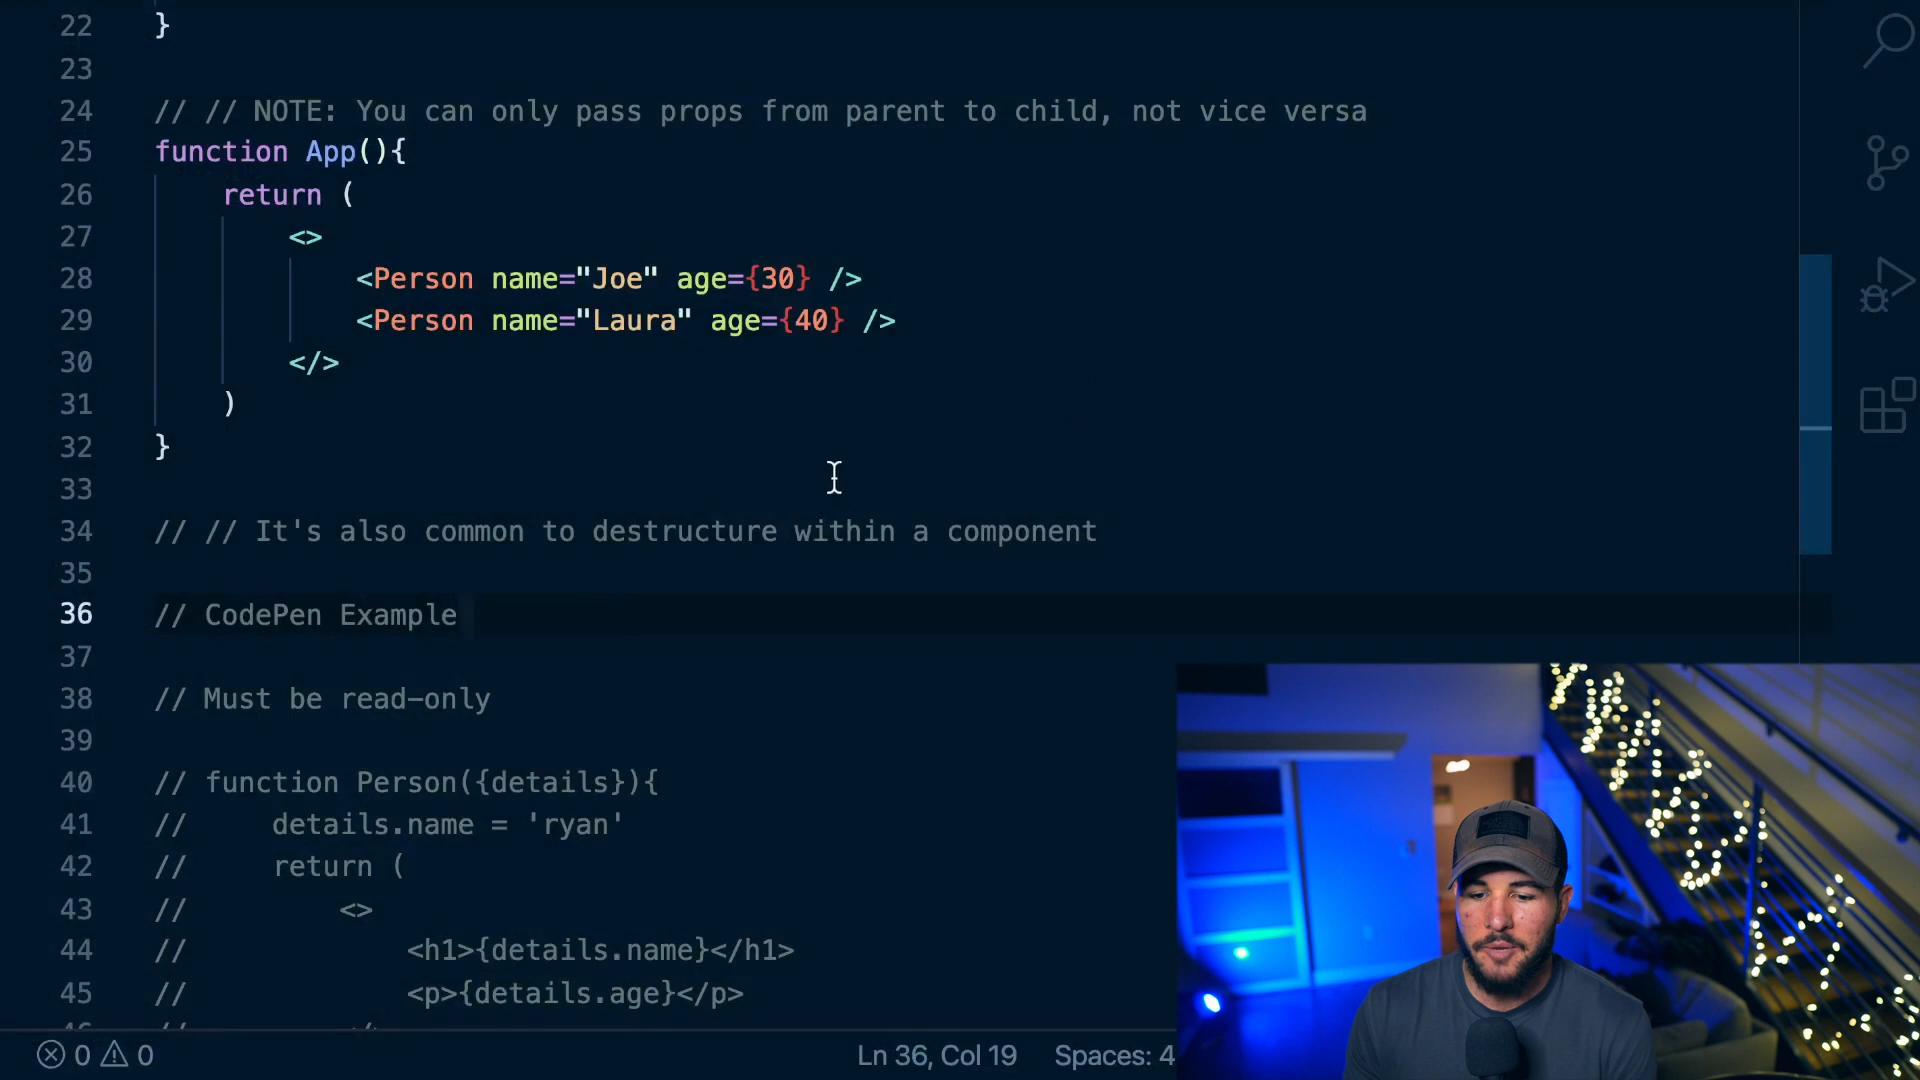 22 }
23
24 // // NOTE: You can only pass props from parent to child, not vice versa
25 function App(){
26 return (
27 <>
28 <Person name="Joe" age={30} />
29 <Person name="Laura" age={40} />
30 </>
31 )
32 }
33
34 // // It's also common to destructure within a component
35
36 // CodePen Example
37
38 // Must be read-only
39
40 // function Person({details}){
41 // details.name = 'ryan'
42 // return (
43 // <>
44 // <h1>{details.name}</h1>
45 // <p>{details.age}</p>
0 0 Ln 36, Col 19 Spaces: 4